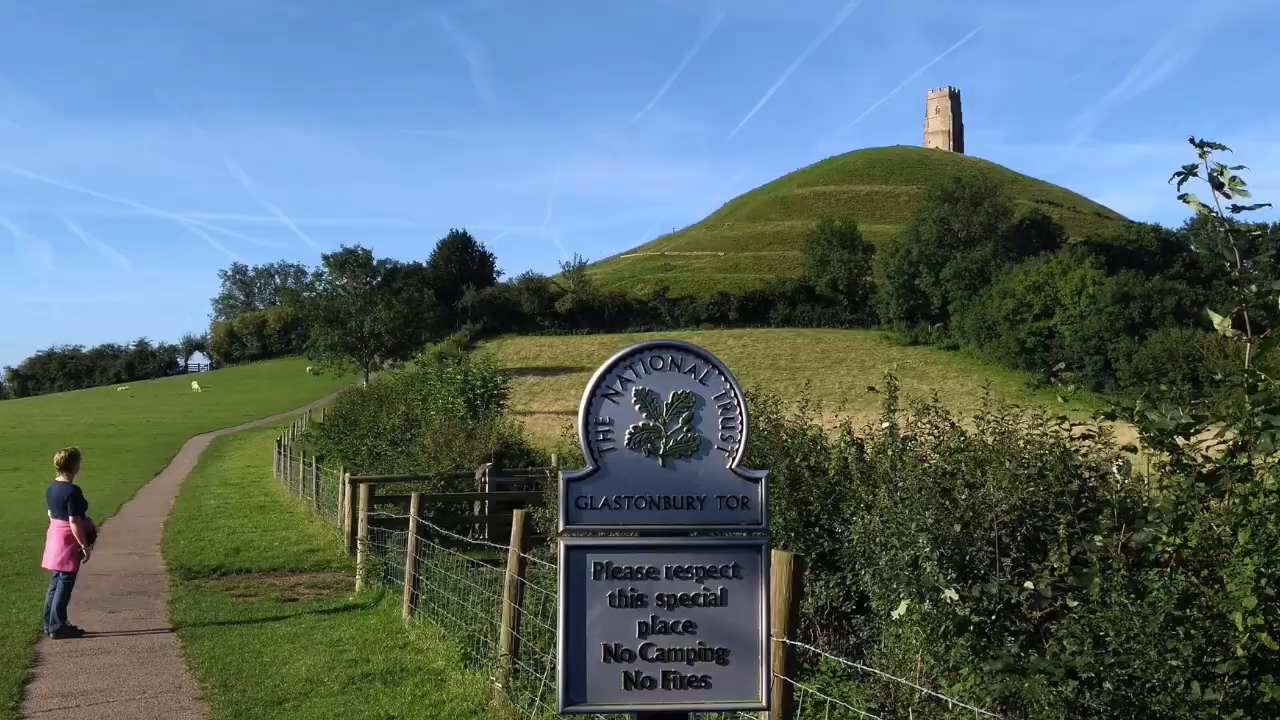 THE NATIONAL TRUST
GLASTONBURY TOR
Please respect
this special
place
No Camping
No Fires